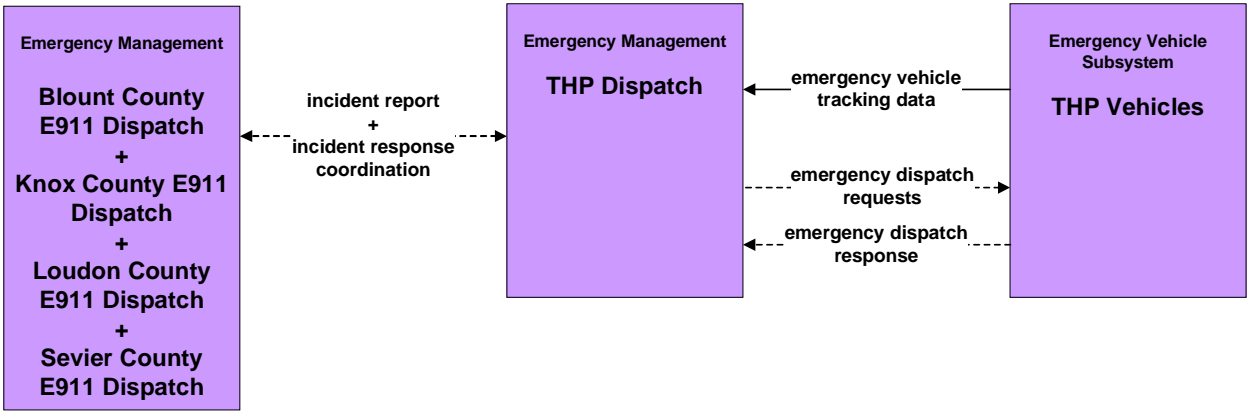 Emergency Management
Blount County
E911 Dispatch
+
Knox County E911
Dispatch
+
Loudon County
E911 Dispatch
+
Sevier County
E911 Dispatch
incident report
+
incident response
coordination
Emergency Management
THP Dispatch
emergency vehicle
tracking data
emergency dispatch
requests
emergency dispatch
response
Emergency Vehicle
Subsystem
THP Vehicles